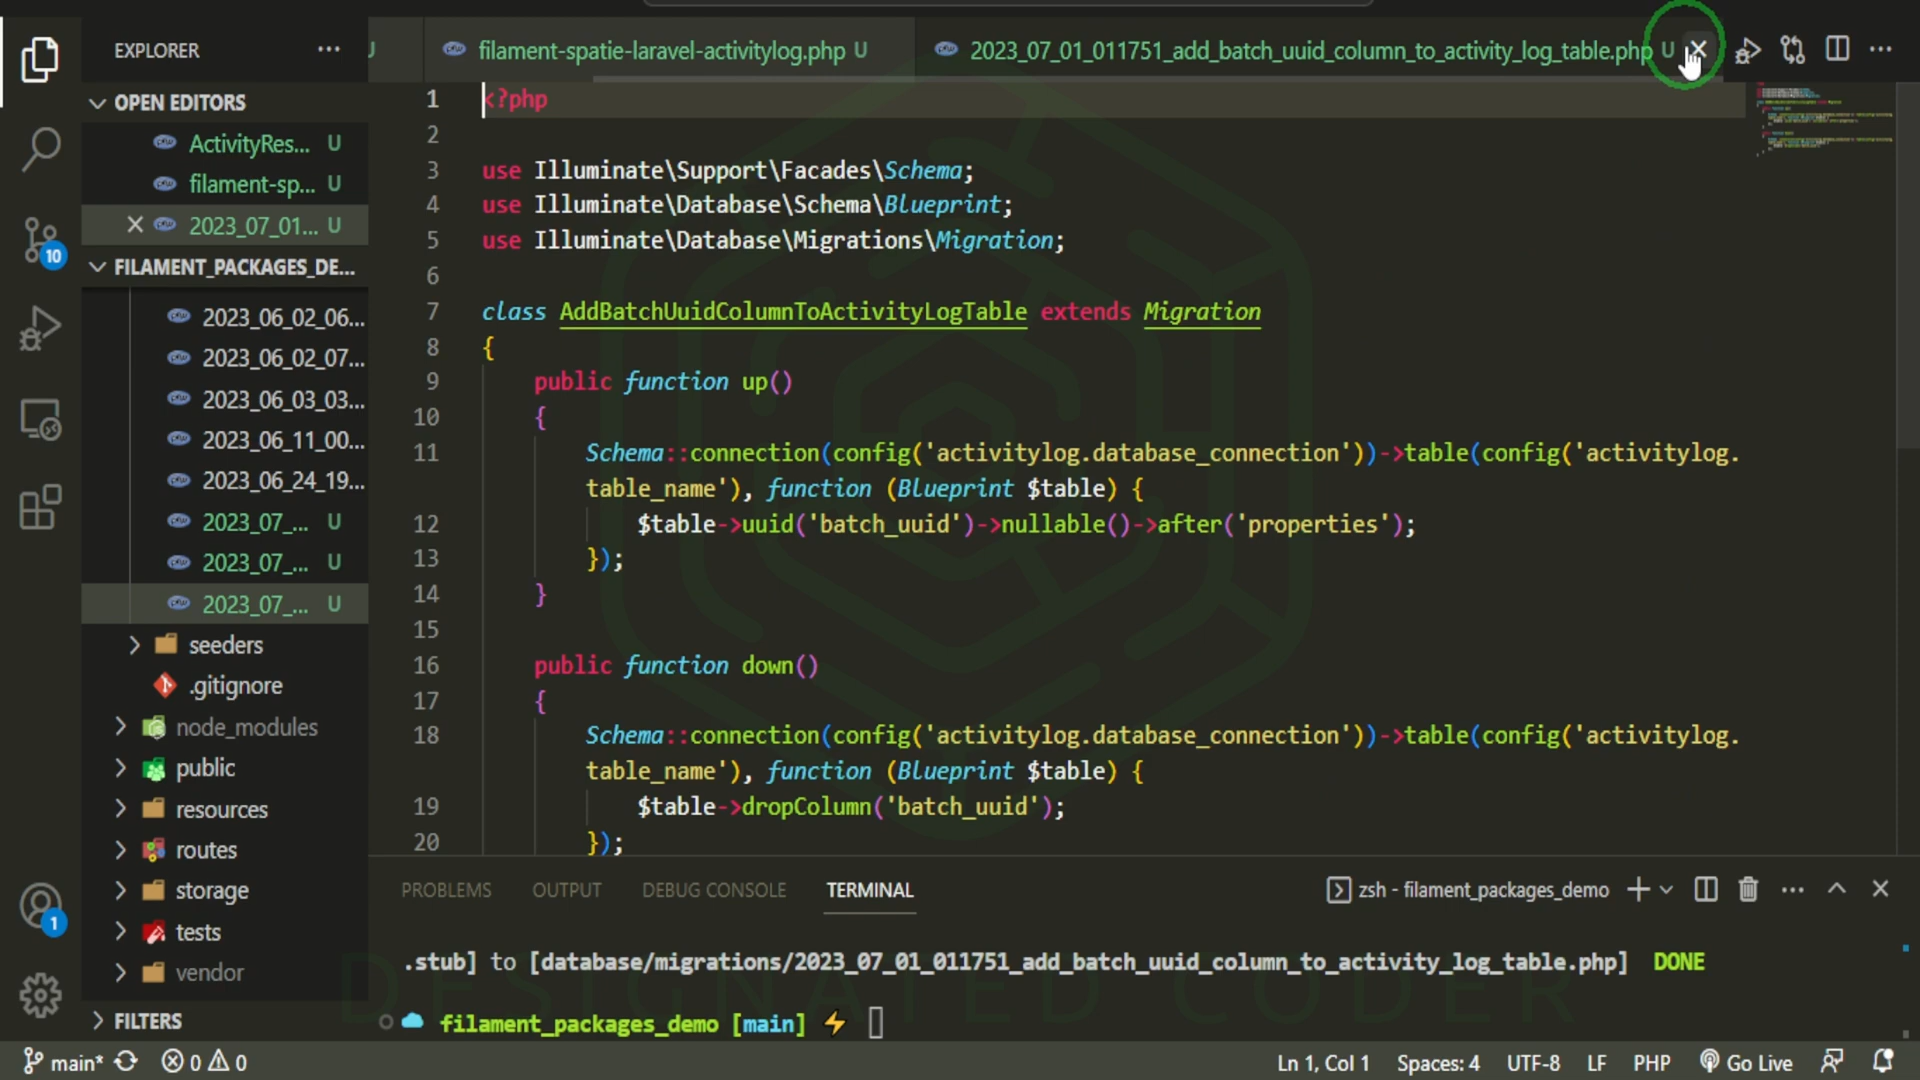 EXPLORER
OPEN EDITORS
ActivityRes... U
filament-sp... U
2023_07_01... U
FILAMENT_PACKAGES_DE...
2023_06_02_06...
2023_06_02_07...
2023_06_03_03...
2023_06_11_00...
2023_06_24_19...
2023_07_... U
2023_07_... U
2023_07_... U
seeders
.gitignore
node_modules
public
resources
routes
storage
tests
vendor
FILTERS
10
1
filament-spatie-laravel-activitylog.php U
2023_07_01_011751_add_batch_uuid_column_to_activity_log_table.php U
1 <?php
2
3 use Illuminate\Support\Facades\Schema;
4 use Illuminate\Database\Schema\Blueprint;
5 use Illuminate\Database\Migrations\Migration;
6
7 class AddBatchUuidColumnToActivityLogTable extends Migration
8 {
9 public function up()
10 {
11 Schema::connection(config('activitylog.database_connection'))->table(config('activitylog.
table_name'), function (Blueprint $table) {
12 $table->uuid('batch_uuid')->nullable()->after('properties');
13 });
14 }
15
16 public function down()
17 {
18 Schema::connection(config('activitylog.database_connection'))->table(config('activitylog.
table_name'), function (Blueprint $table) {
19 $table->dropColumn('batch_uuid');
20 });
PROBLEMS OUTPUT DEBUG CONSOLE TERMINAL
zsh - filament_packages_demo
.stub] to [database/migrations/2023_07_01_011751_add_batch_uuid_column_to_activity_log_table.php] DONE
filament_packages_demo [main]
DESIGNATED CODER
main* 0 0
Ln 1, Col 1 Spaces: 4 UTF-8 LF PHP Go Live